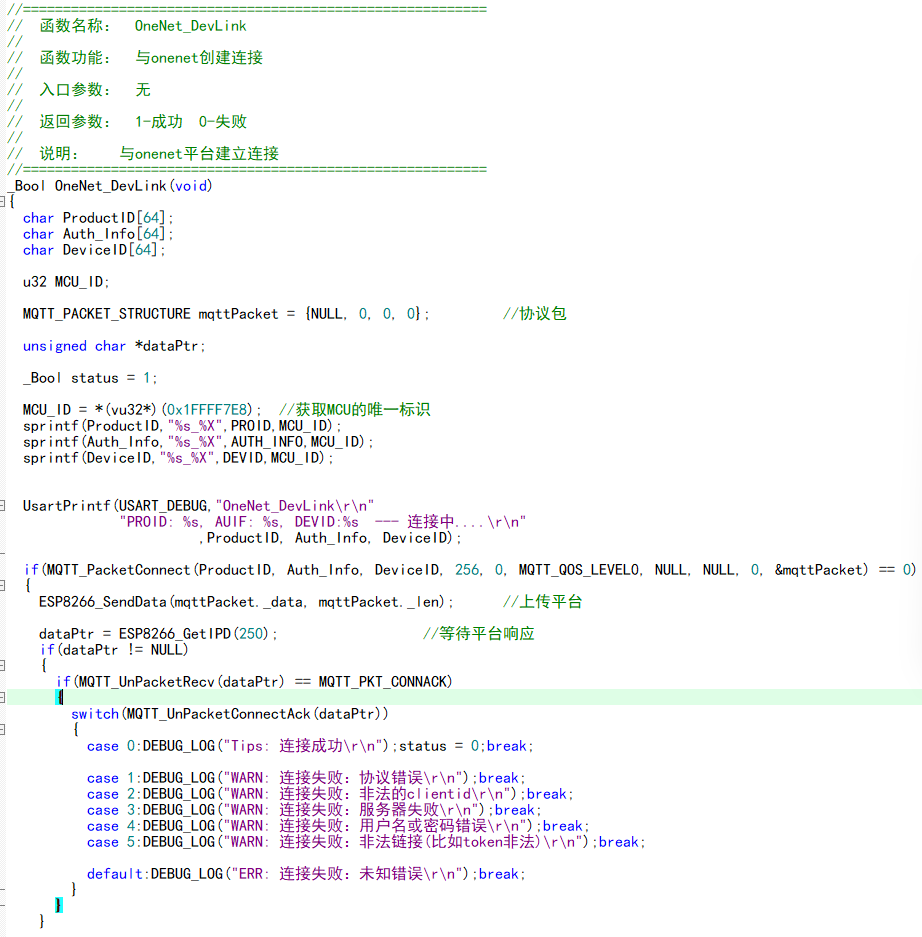 //==========================================================
//  函数名称：  OneNet_DevLink
//
//  函数功能：  与onenet创建连接
//
//  入口参数：  无
//
//  返回参数：  1-成功  0-失败
//
//  说明：    与onenet平台建立连接
//==========================================================
_Bool OneNet_DevLink(void)
{
  char ProductID[64];
  char Auth_Info[64];
  char DeviceID[64];
  u32 MCU_ID;
  MQTT_PACKET_STRUCTURE mqttPacket = {NULL, 0, 0, 0};         //协议包
  unsigned char *dataPtr;
  _Bool status = 1;
  MCU_ID = *(vu32*)(0x1FFFF7E8);  //获取MCU的唯一标识
  sprintf(ProductID,"%s_%X",PROID,MCU_ID);
  sprintf(Auth_Info,"%s_%X",AUTH_INFO,MCU_ID);
  sprintf(DeviceID,"%s_%X",DEVID,MCU_ID);
  UsartPrintf(USART_DEBUG,"OneNet_DevLink\r\n"
              "PROID: %s, AUIF: %s, DEVID:%s  --- 连接中....\r\n"
                        ,ProductID, Auth_Info, DeviceID);
  if(MQTT_PacketConnect(ProductID, Auth_Info, DeviceID, 256, 0, MQTT_QOS_LEVEL0, NULL, NULL, 0, &mqttPacket) == 0)
  {
    ESP8266_SendData(mqttPacket._data, mqttPacket._len);      //上传平台
    dataPtr = ESP8266_GetIPD(250);                  //等待平台响应
    if(dataPtr != NULL)
    {
      if(MQTT_UnPacketRecv(dataPtr) == MQTT_PKT_CONNACK)
      {
        switch(MQTT_UnPacketConnectAck(dataPtr))
        {
          case 0:DEBUG_LOG("Tips: 连接成功\r\n");status = 0;break;
          case 1:DEBUG_LOG("WARN: 连接失败：协议错误\r\n");break;
          case 2:DEBUG_LOG("WARN: 连接失败：非法的clientid\r\n");break;
          case 3:DEBUG_LOG("WARN: 连接失败：服务器失败\r\n");break;
          case 4:DEBUG_LOG("WARN: 连接失败：用户名或密码错误\r\n");break;
          case 5:DEBUG_LOG("WARN: 连接失败：非法链接(比如token非法)\r\n");break;
          default:DEBUG_LOG("ERR: 连接失败：未知错误\r\n");break;
        }
      }
    }